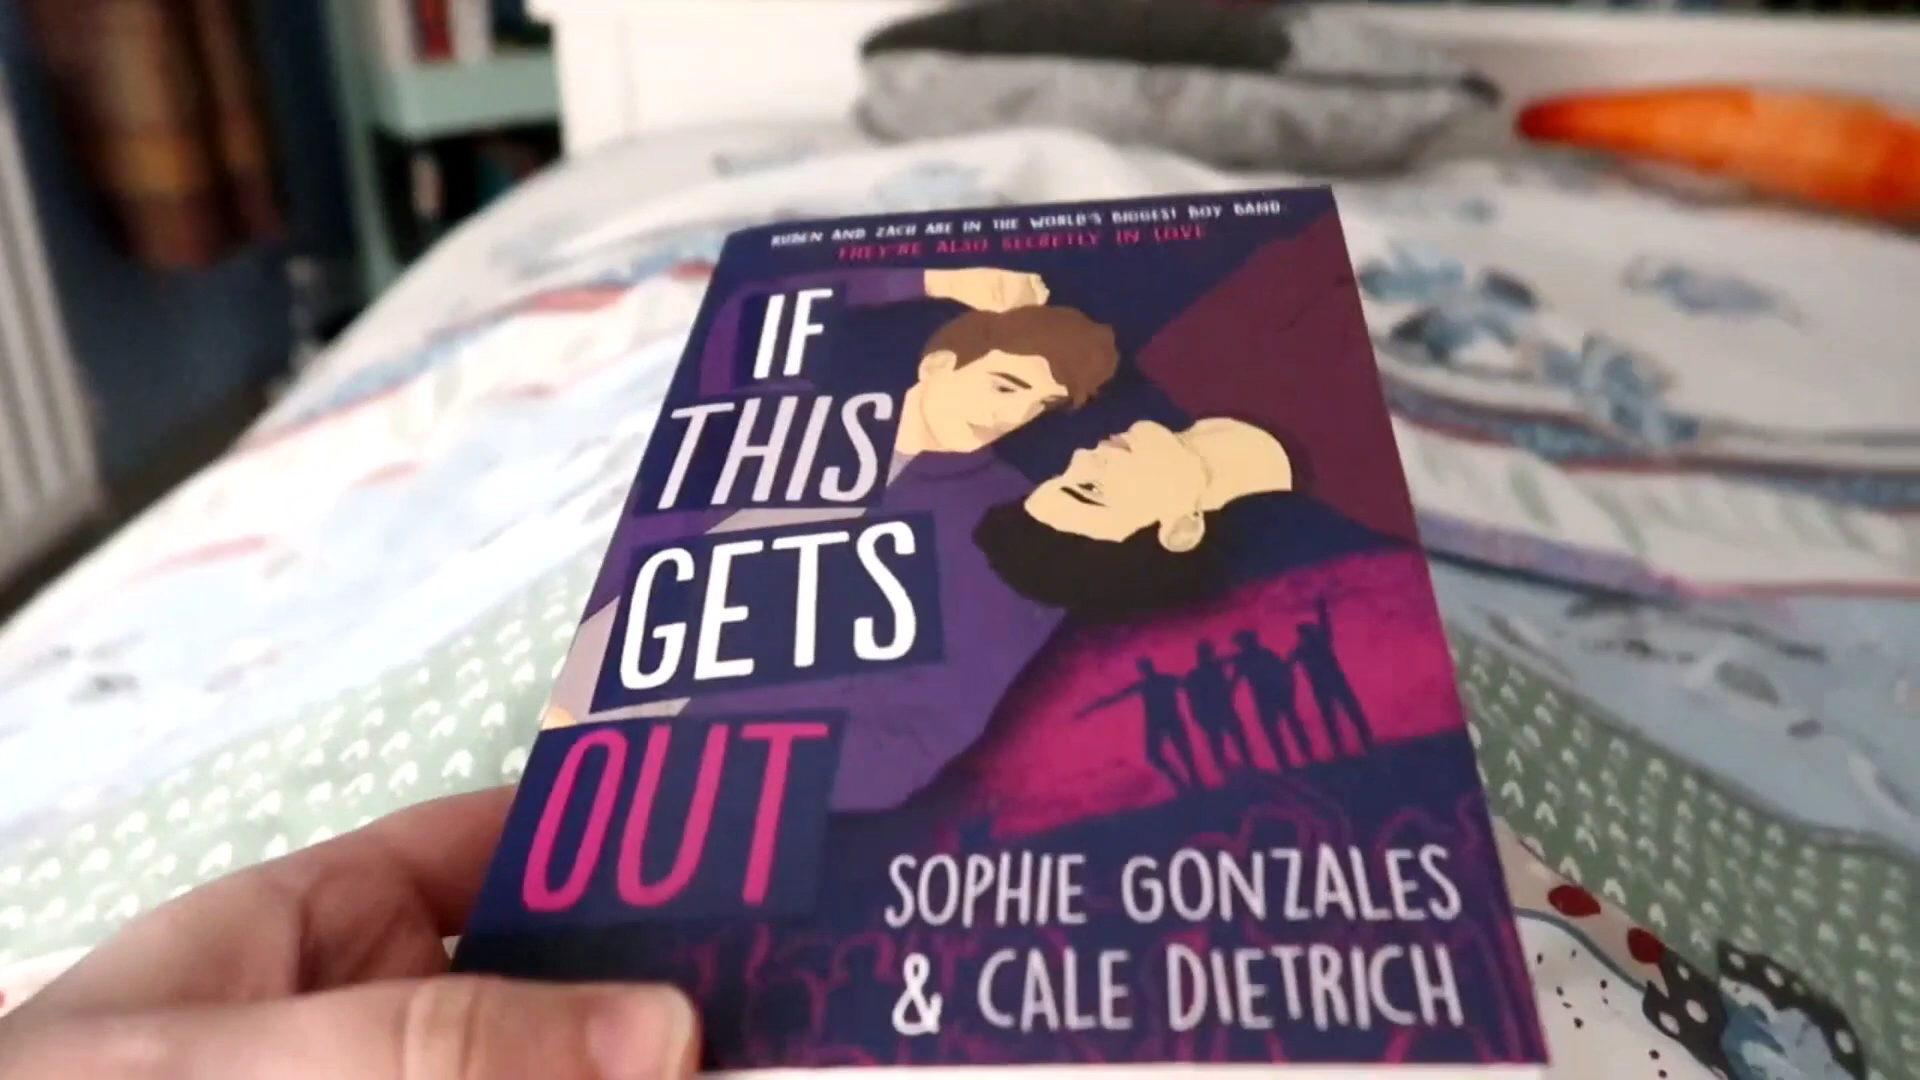 RUBEN AND ZACH ARE IN THE WORLD'S BIGGEST BOY BAND.
THEY'RE ALSO SECRETLY IN LOVE
IF
THIS
GETS
OUT
SOPHIE GONZALES
& CALE DIETRICH